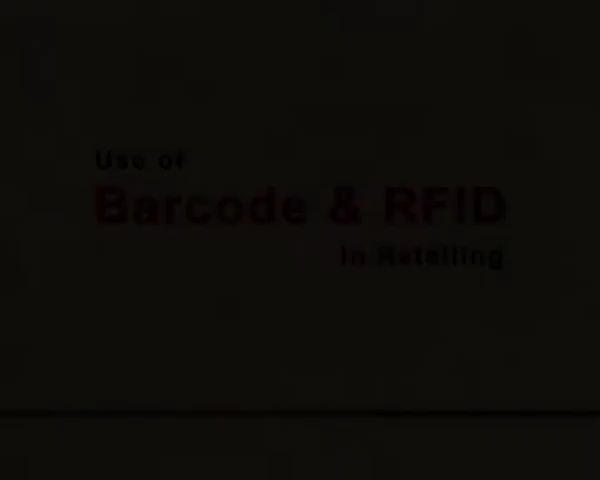 Use of
Barcode & RFID
In Retailing